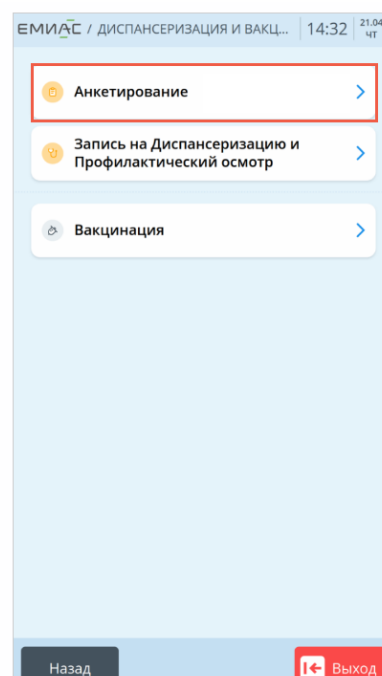 ЕМИАС / ДИСПАНСЕРИЗАЦИЯ И ВАКЦ... 14:32 21.04
ЧТ
Анкетирование
Запись на Диспансеризацию и
Профилактический осмотр
Вакцинация
Назад
Выход